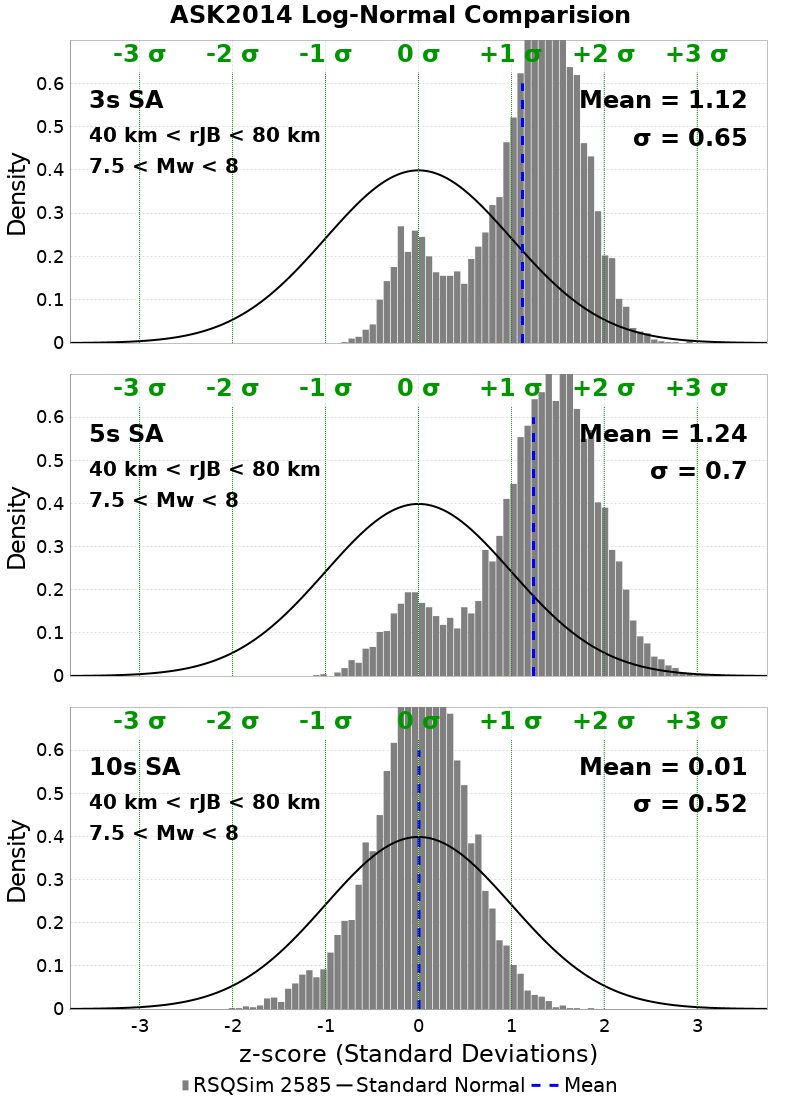 ASK2014 Log-Normal Comparision
-3 σ -2 σ -1 σ 0 σ +1 σ +2 σ +3 σ
3s SA
40 km < rJB < 80 km
7.5 < Mw < 8
Mean = 1.12
σ = 0.65
Density
0.6
0.5
0.4
0.3
0.2
0.1
0
-3 σ -2 σ -1 σ 0 σ +1 σ +2 σ +3 σ
5s SA
40 km < rJB < 80 km
7.5 < Mw < 8
Mean = 1.24
σ = 0.7
Density
0.6
0.5
0.4
0.3
0.2
0.1
0
-3 σ -2 σ -1 σ 0 σ +1 σ +2 σ +3 σ
10s SA
40 km < rJB < 80 km
7.5 < Mw < 8
Mean = 0.01
σ = 0.52
Density
0.6
0.5
0.4
0.3
0.2
0.1
0
-3 -2 -1 0 1 2 3
z-score (Standard Deviations)
RSQSim 2585 Standard Normal Mean